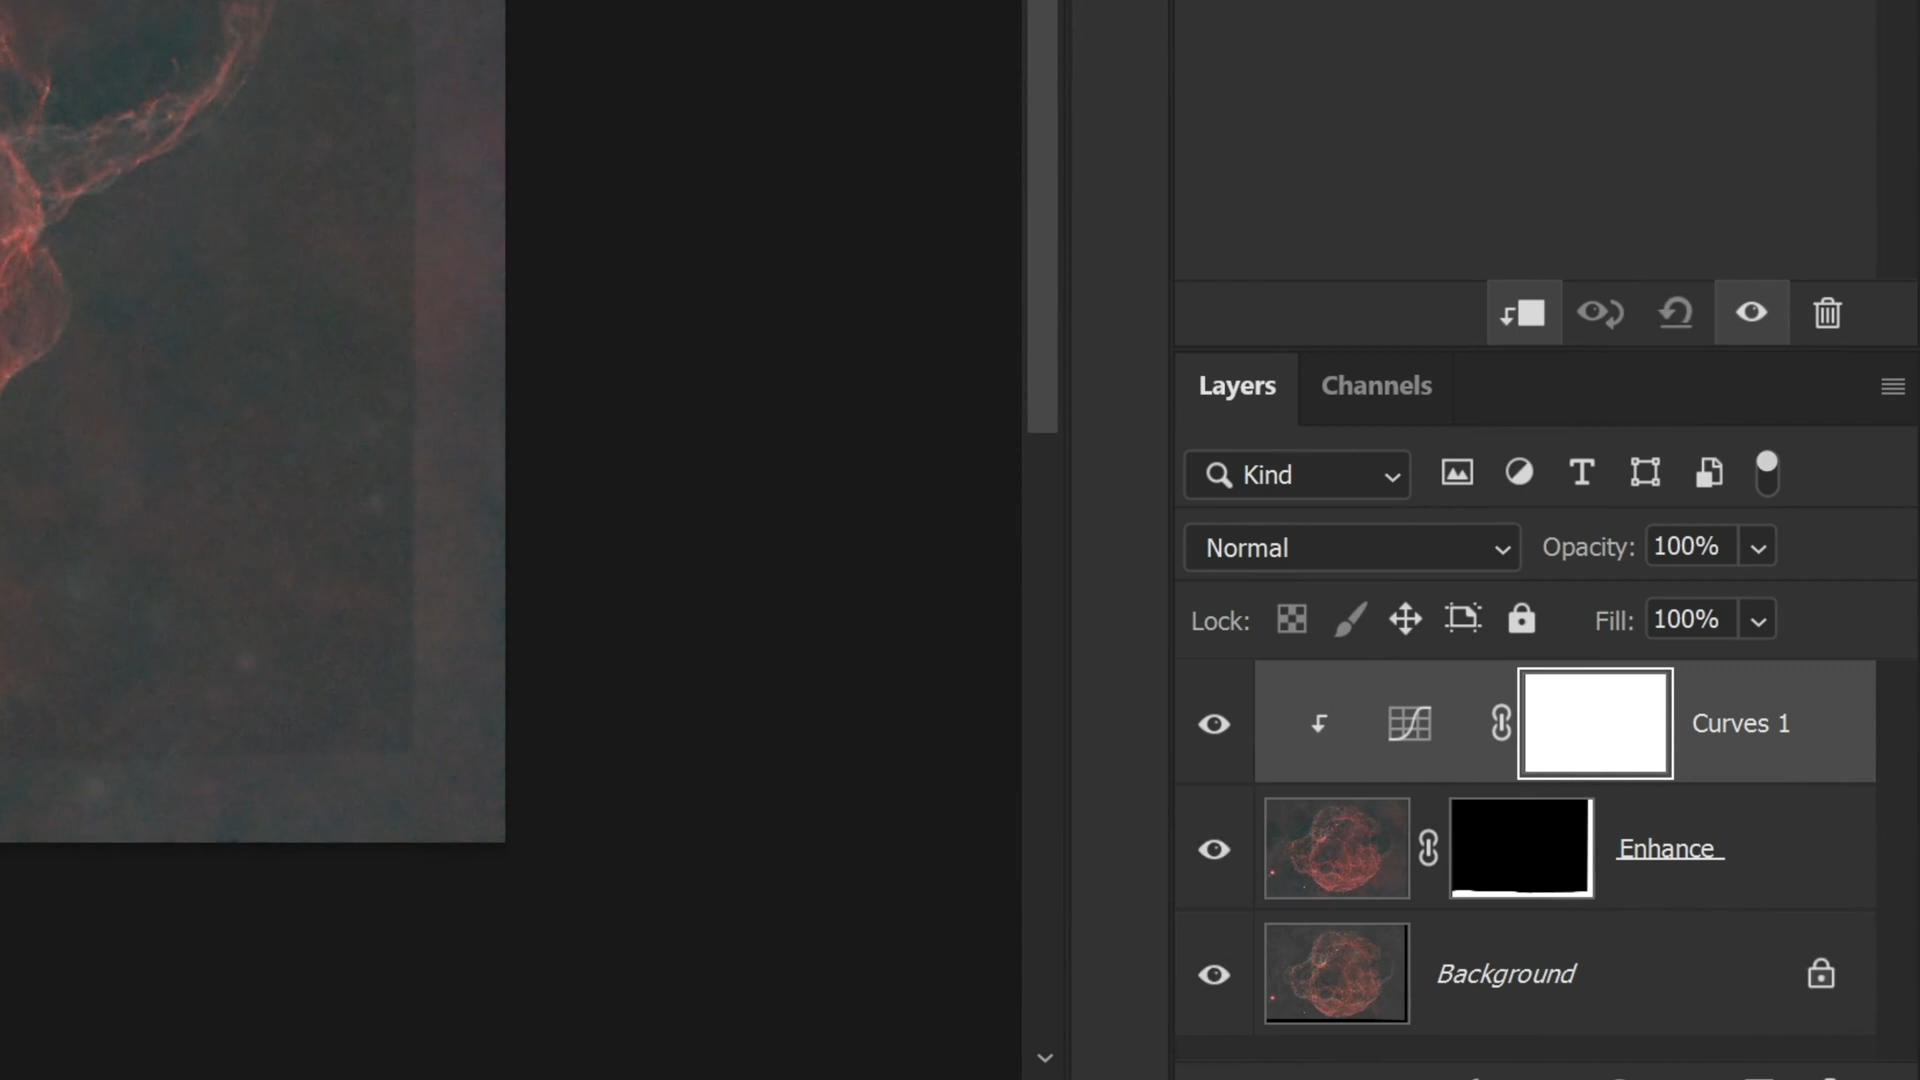 Layers Channels
Kind
Normal Opacity: 100%
Lock: Fill: 100%
Curves 1
Enhance
Background